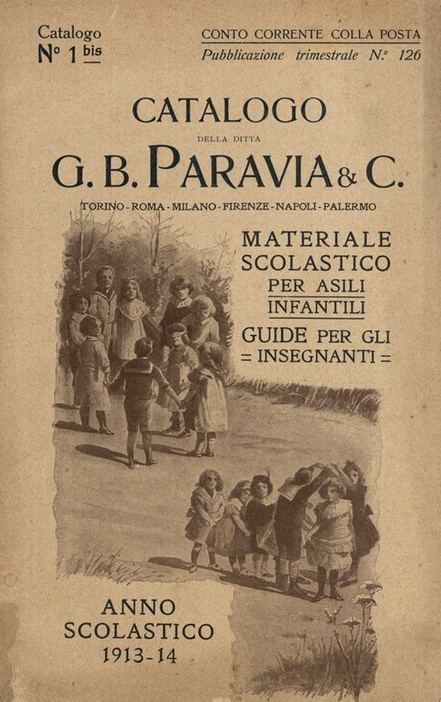 Catalogo
Nº 1 bis
CONTO CORRENTE COLLA POSTA
Pubblicazione trimestrale N.º 126
CATALOGO
DELLA DITTA
G. B. PARAVIA & C.
TORINO - ROMA - MILANO - FIRENZE - NAPOLI - PALERMO
MATERIALE
SCOLASTICO
PER ASILI
INFANTILI
GUIDE PER GLI
= INSEGNANTI =
ANNO
SCOLASTICO
1913-14